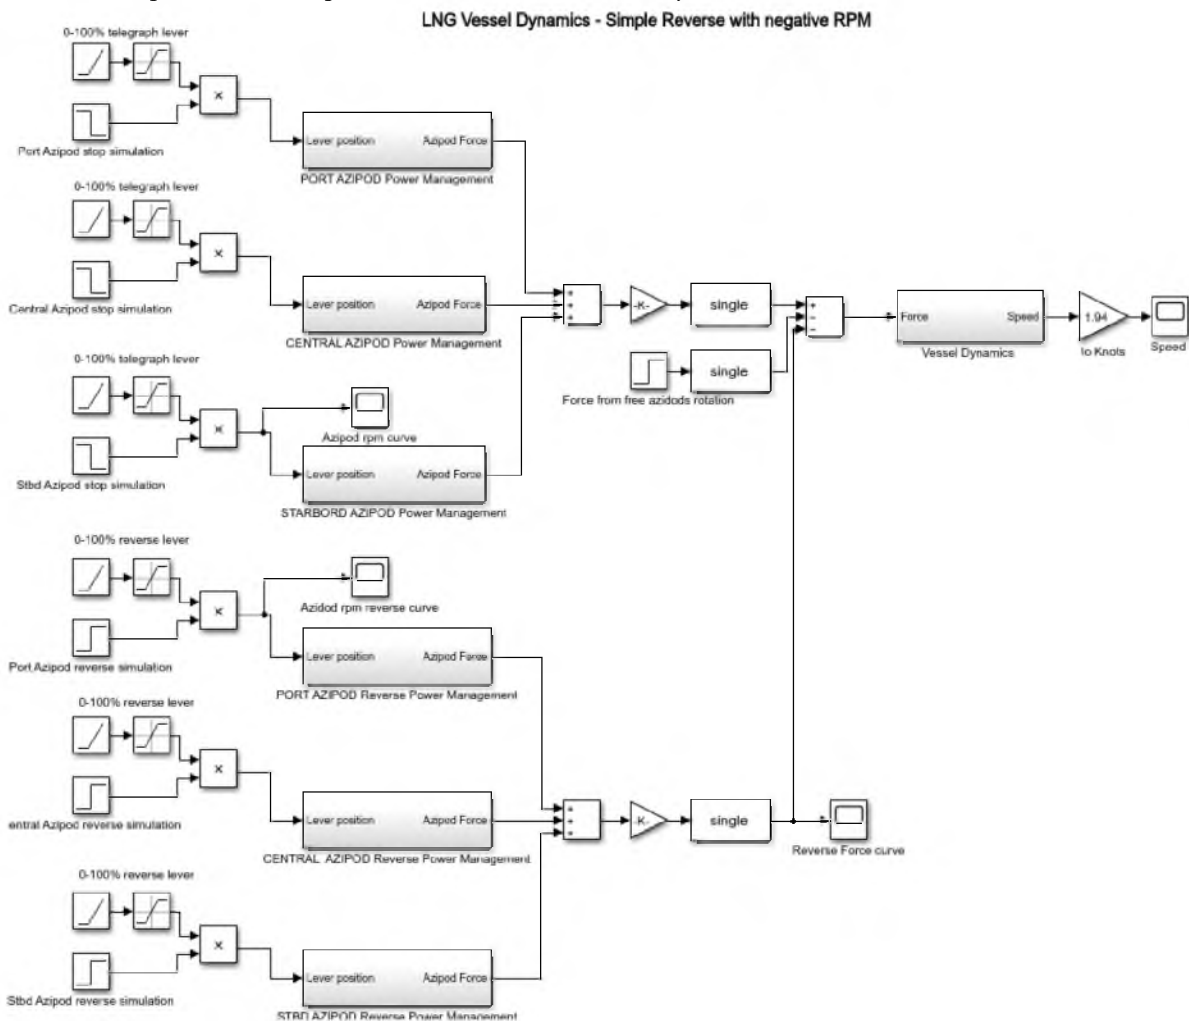 LNG Vessel Dynamics - Simple Reverse with negative RPM
0-100% telegraph lever
×
Port Azipod stop simulation
Lever position Azipod Force
PORT AZIPOD Power Management
0-100% telegraph lever
×
Central Azipod stop simulation
Lever position Azipod Force
CENTRAL AZIPOD Power Management
+
+
+
-K-
single
+
−
−
Force Speed
Vessel Dynamics
1.94
to Knots
Speed
single
Force from free azidods rotation
0-100% telegraph lever
×
Azipod rpm curve
Stbd Azipod stop simulation
Lever position Azipod Force
STARBORD AZIPOD Power Management
0-100% reverse lever
×
Azidod rpm reverse curve
Port Azipod reverse simulation
Lever position Azipod Force
PORT AZIPOD Reverse Power Management
0-100% reverse lever
×
entral Azipod reverse simulation
Lever position Azipod Force
CENTRAL AZIPOD Reverse Power Management
+
+
+
-K-
single
Reverse Force curve
0-100% reverse lever
×
Stbd Azipod reverse simulation
Lever position Azipod Force
STBD AZIPOD Reverse Power Management